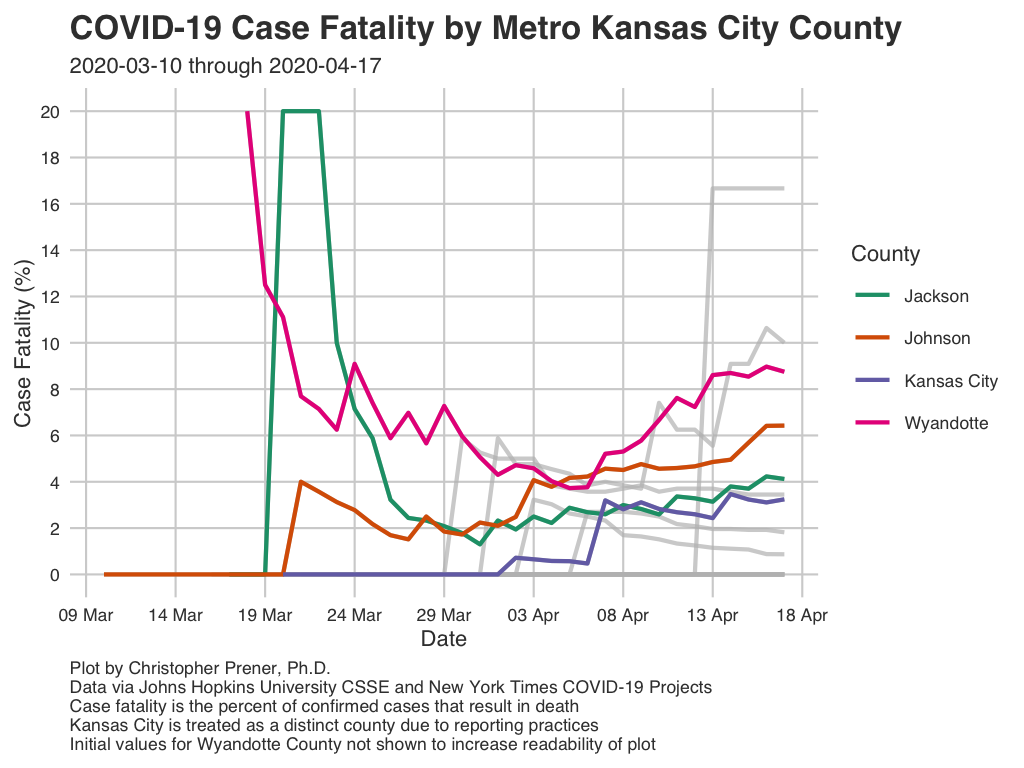 COVID-19 Case Fatality by Metro Kansas City County
2020-03-10 through 2020-04-17
Case Fatality (%)
20
18
16
14
12
10
8
6
4
2
0
09 Mar
14 Mar
19 Mar
24 Mar
29 Mar
03 Apr
08 Apr
13 Apr
18 Apr
Date
County
Jackson
Johnson
Kansas City
Wyandotte
Plot by Christopher Prener, Ph.D.
Data via Johns Hopkins University CSSE and New York Times COVID-19 Projects
Case fatality is the percent of confirmed cases that result in death
Kansas City is treated as a distinct county due to reporting practices
Initial values for Wyandotte County not shown to increase readability of plot